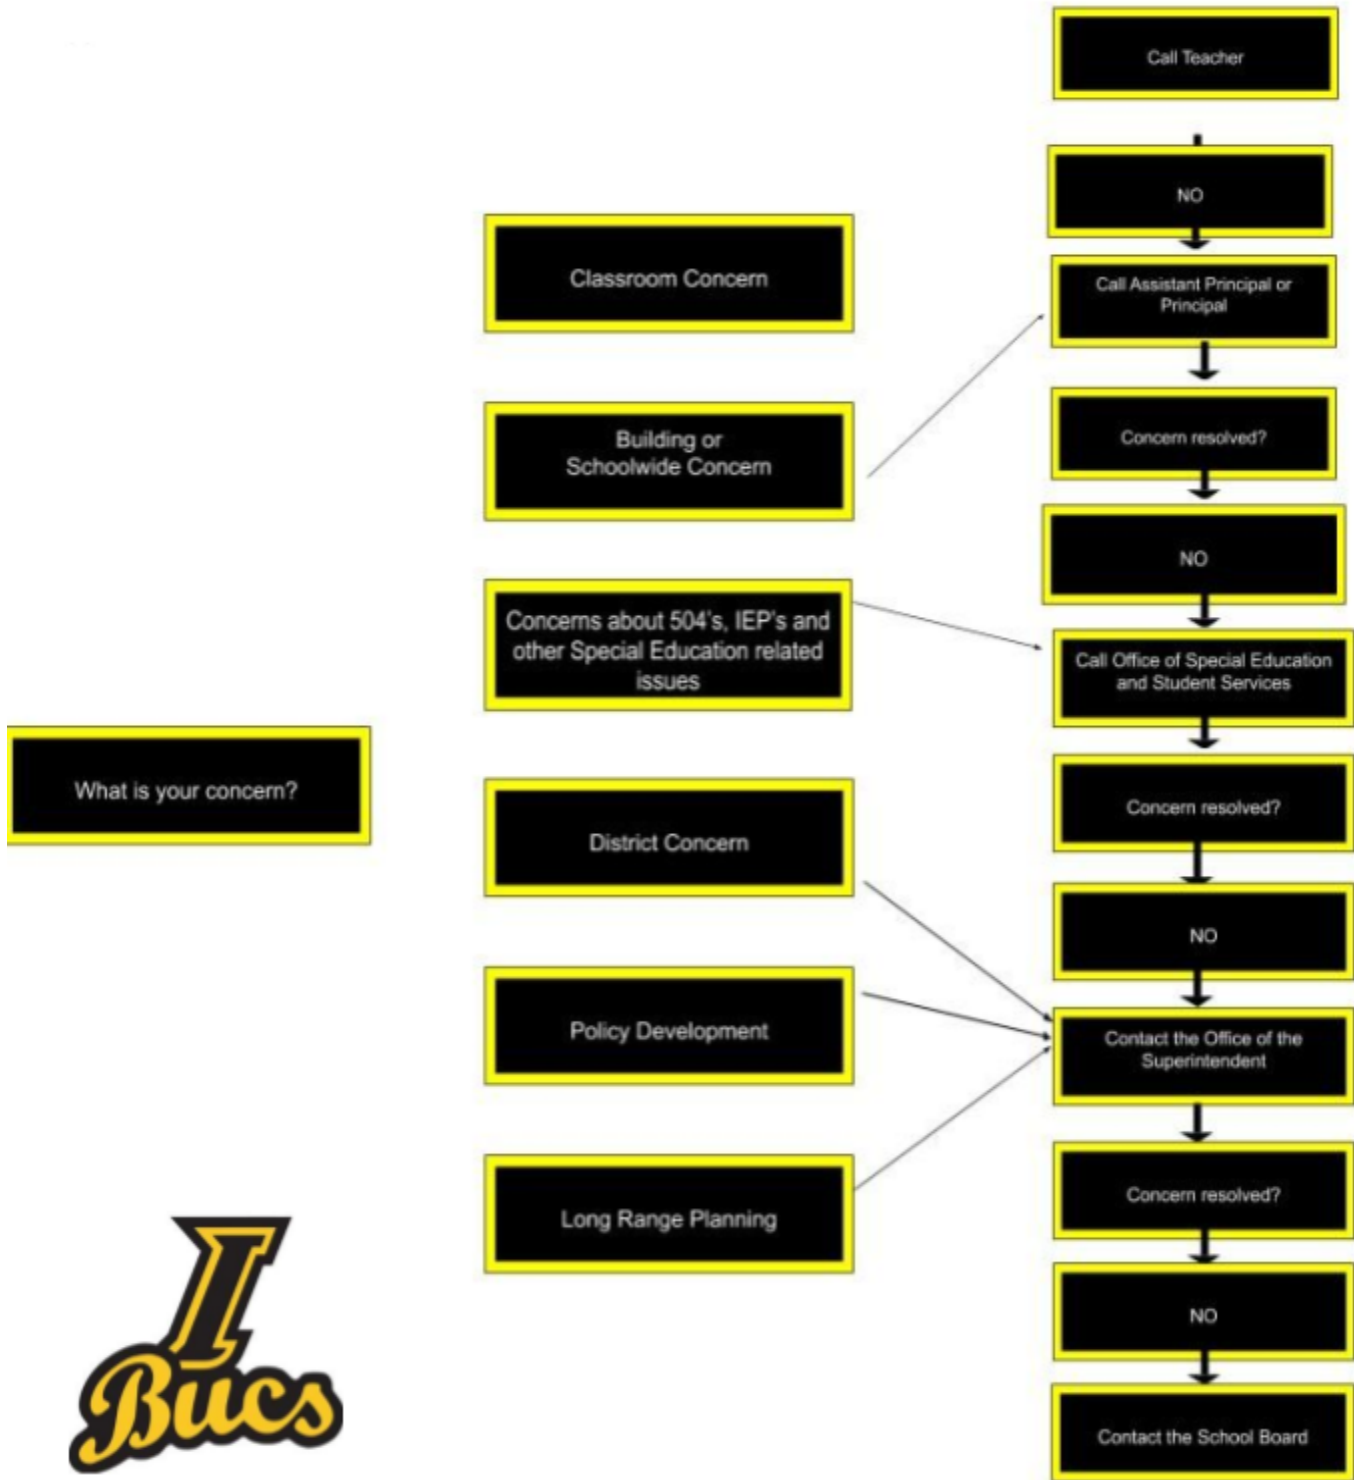 What is your concern?
Classroom Concern
Building or
Schoolwide Concern
Concerns about 504's, IEP's and
other Special Education related
issues
District Concern
Policy Development
Long Range Planning
Call Teacher
NO
Call Assistant Principal or
Principal
Concern resolved?
NO
Call Office of Special Education
and Student Services
Concern resolved?
NO
Contact the Office of the
Superintendent
Concern resolved?
NO
Contact the School Board
I
Bucs